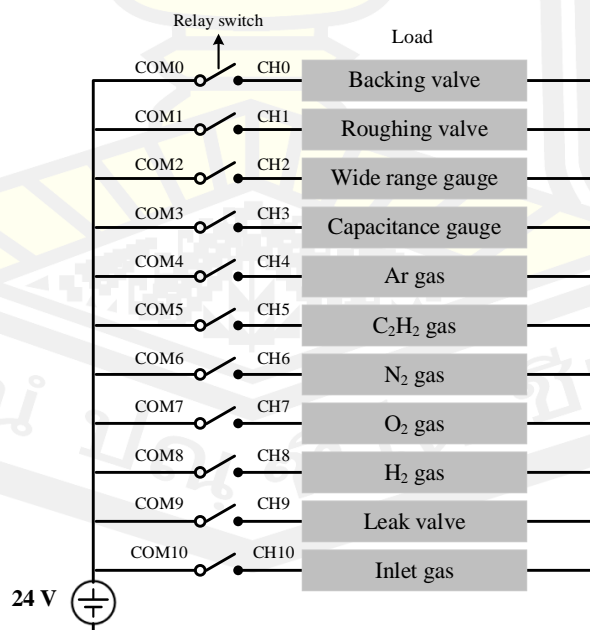 Relay switch
Load
COM0 CH0 Backing valve
COM1 CH1 Roughing valve
COM2 CH2 Wide range gauge
COM3 CH3 Capacitance gauge
COM4 CH4 Ar gas
COM5 CH5 C₂H₂ gas
COM6 CH6 N₂ gas
COM7 CH7 O₂ gas
COM8 CH8 H₂ gas
COM9 CH9 Leak valve
COM10 CH10 Inlet gas
24 V